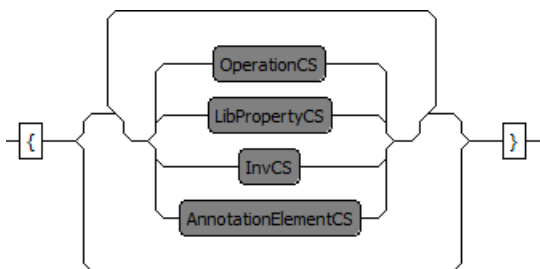 OperationCS
LibPropertyCS
{
InvCS
}
AnnotationElementCS